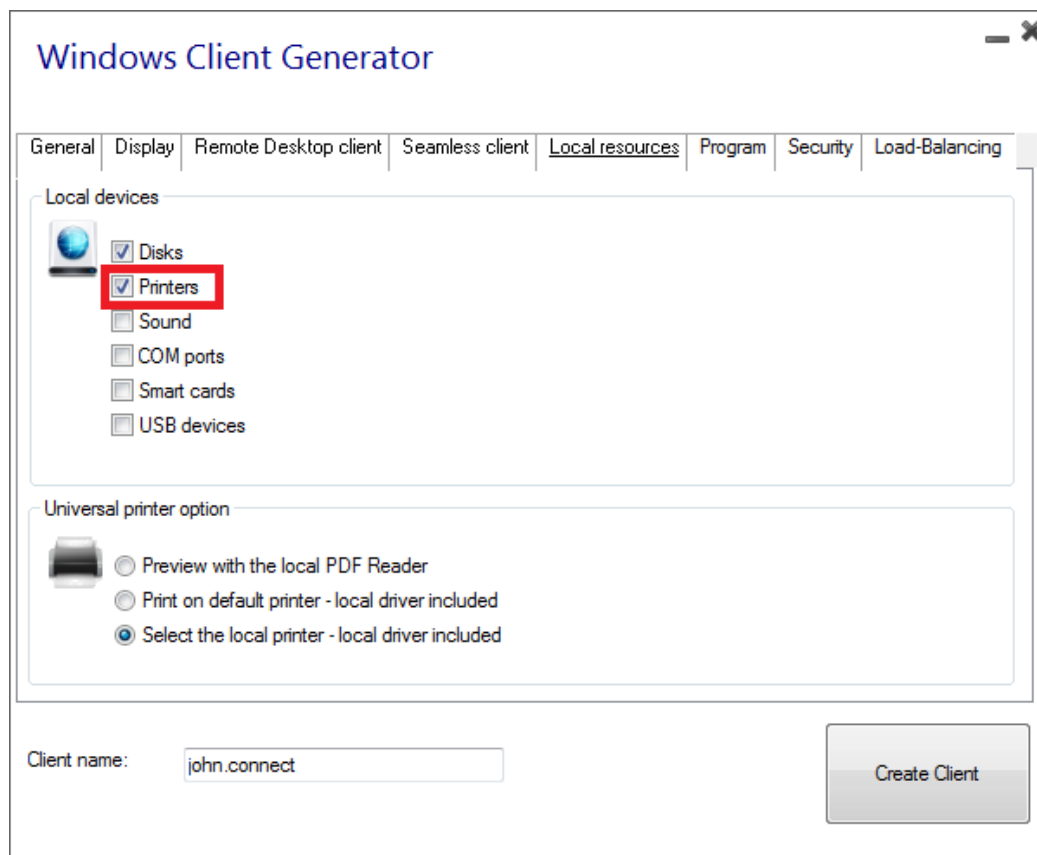 Windows Client Generator
General Display Remote Desktop client Seamless client Local resources Program Security Load-Balancing
Local devices
Disks
Printers
Sound
COM ports
Smart cards
USB devices
Universal printer option
Preview with the local PDF Reader
Print on default printer - local driver included
Select the local printer - local driver included
Client name: john.connect
Create Client